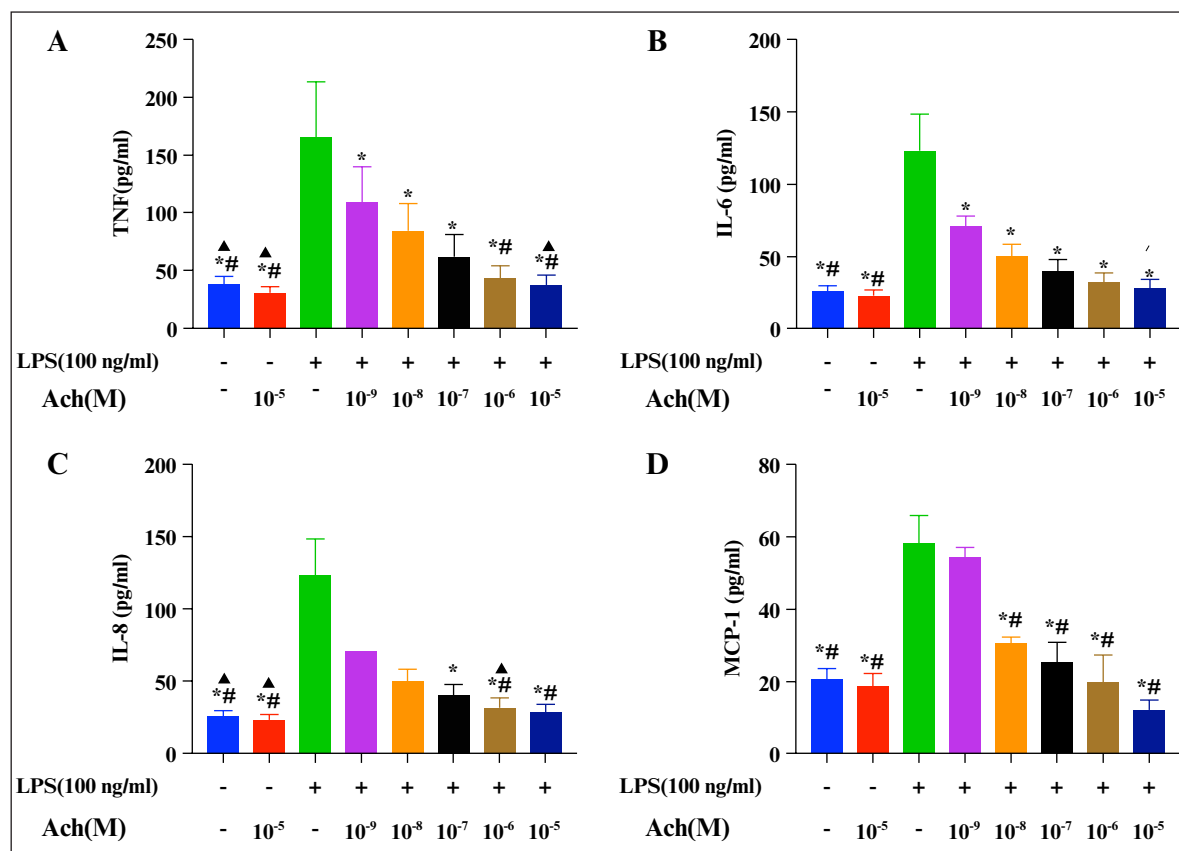 A
TNF(pg/ml)
250
200
150
100
50
0
▲ ▲ ▲
*# *# * * * *# *#
LPS(100 ng/ml) - - + + + + + +
Ach(M) - 10⁻⁵ - 10⁻⁹ 10⁻⁸ 10⁻⁷ 10⁻⁶ 10⁻⁵
B
IL-6 (pg/ml)
200
150
100
50
0
*# *# * * * * *
LPS(100 ng/ml) - - + + + + + +
Ach(M) - 10⁻⁵ - 10⁻⁹ 10⁻⁸ 10⁻⁷ 10⁻⁶ 10⁻⁵
C
IL-8 (pg/ml)
200
150
100
50
0
▲ ▲ ▲
*# *# * *# *#
LPS(100 ng/ml) - - + + + + + +
Ach(M) - 10⁻⁵ - 10⁻⁹ 10⁻⁸ 10⁻⁷ 10⁻⁶ 10⁻⁵
D
MCP-1 (pg/ml)
80
60
40
20
0
*# *# *# *# *# *#
LPS(100 ng/ml) - - + + + + + +
Ach(M) - 10⁻⁵ - 10⁻⁹ 10⁻⁸ 10⁻⁷ 10⁻⁶ 10⁻⁵